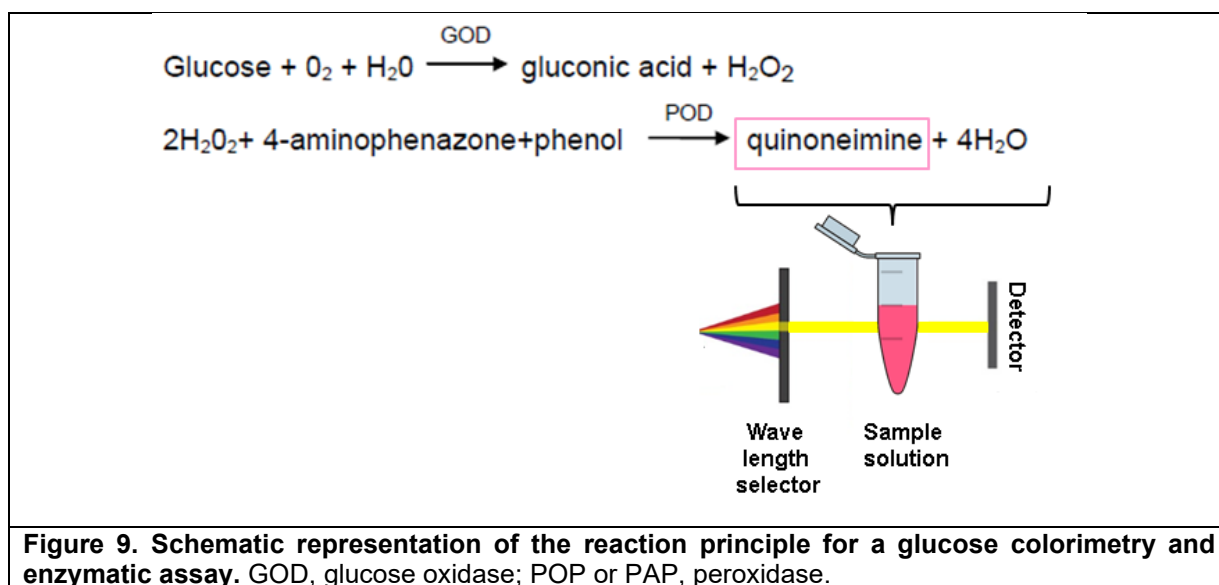 GOD
Glucose + 0₂ + H₂0 → gluconic acid + H₂O₂
POD
2H₂0₂+ 4-aminophenazone+phenol → quinoneimine + 4H₂O
Detector
Wave
length
selector
Sample
solution
Figure 9. Schematic representation of the reaction principle for a glucose colorimetry and
enzymatic assay. GOD, glucose oxidase; POP or PAP, peroxidase.